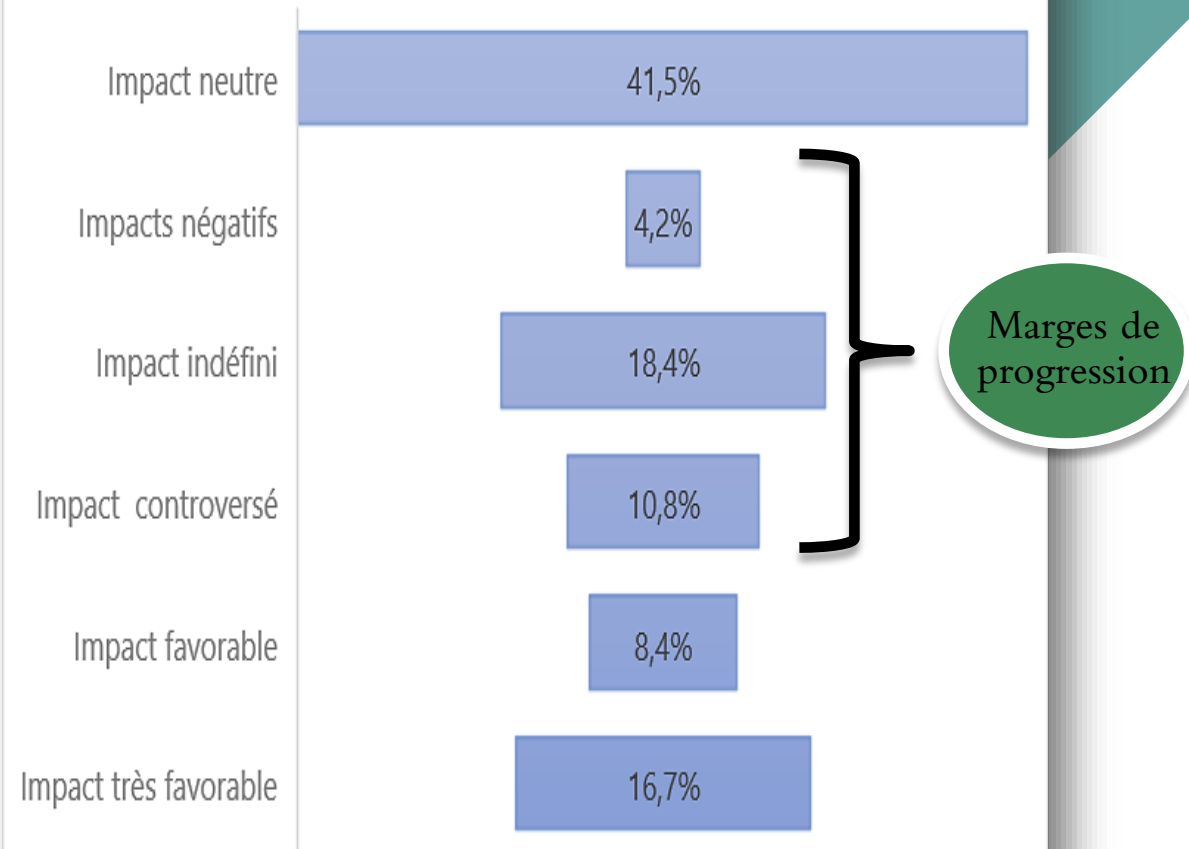 Impact neutre
41,5%
Impacts négatifs
4,2%
Impact indéfini
18,4%
Marges de
progression
Impact controversé
10,8%
Impact favorable
8,4%
Impact très favorable
16,7%